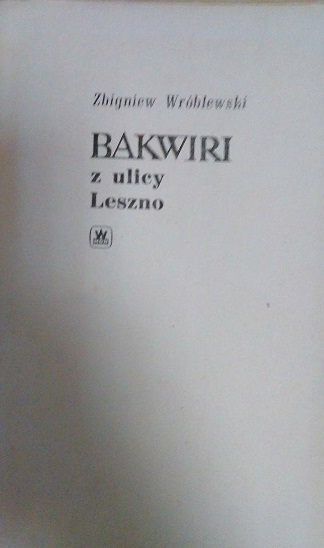 Zbigniew Wróblewski
BAKWIRI
z ulicy
Leszno